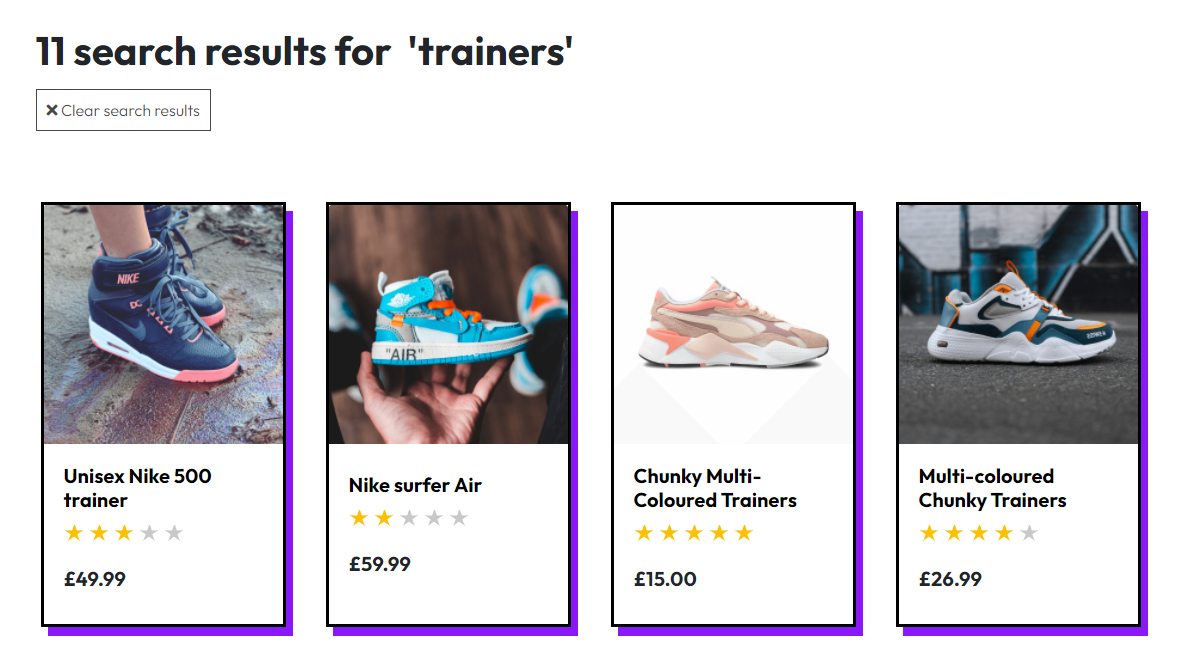 11 search results for 'trainers'
Clear search results
NIKE
"AIR"
Unisex Nike 500
trainer
£49.99
Nike surfer Air
£59.99
Chunky Multi-
Coloured Trainers
£15.00
Multi-coloured
Chunky Trainers
£26.99